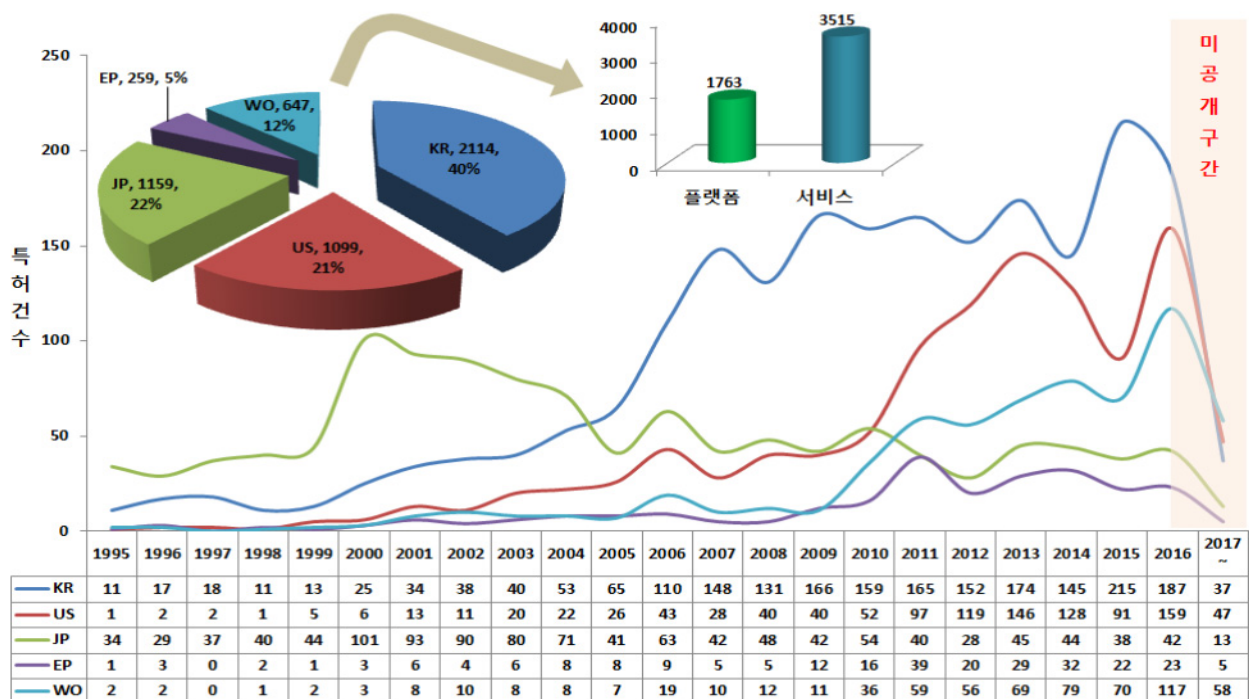 EP, 259, 5%
WO, 647,
12%
KR, 2114,
40%
JP, 1159,
22%
US, 1099,
21%
4000
3000
2000
1000
0
1763
3515
플랫폼 서비스
미
공
개
구
간
특
허
건
수
250
200
150
100
50
0
1995 1996 1997 1998 1999 2000 2001 2002 2003 2004 2005 2006 2007 2008 2009 2010 2011 2012 2013 2014 2015 2016 2017
~
KR 11 17 18 11 13 25 34 38 40 53 65 110 148 131 166 159 165 152 174 145 215 187 37
US 1 2 2 1 5 6 13 11 20 22 26 43 28 40 40 52 97 119 146 128 91 159 47
JP 34 29 37 40 44 101 93 90 80 71 41 63 42 48 42 54 40 28 45 44 38 42 13
EP 1 3 0 2 1 3 6 4 6 8 8 9 5 5 12 16 39 20 29 32 22 23 5
WO 2 2 0 1 2 3 8 10 8 8 7 19 10 12 11 36 59 56 69 79 70 117 58